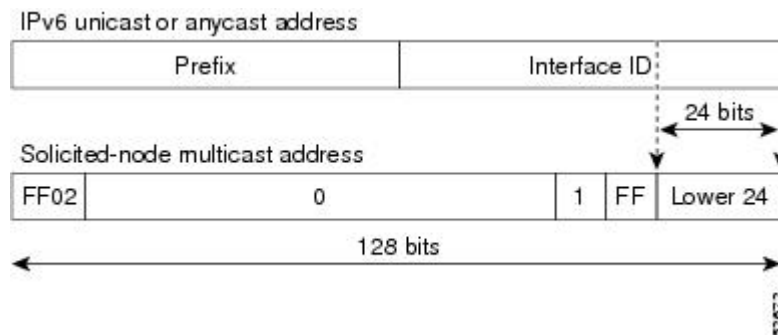 IPv6 unicast or anycast address
Prefix Interface ID
24 bits
Solicited-node multicast address
FF02 0 1 FF Lower 24
128 bits